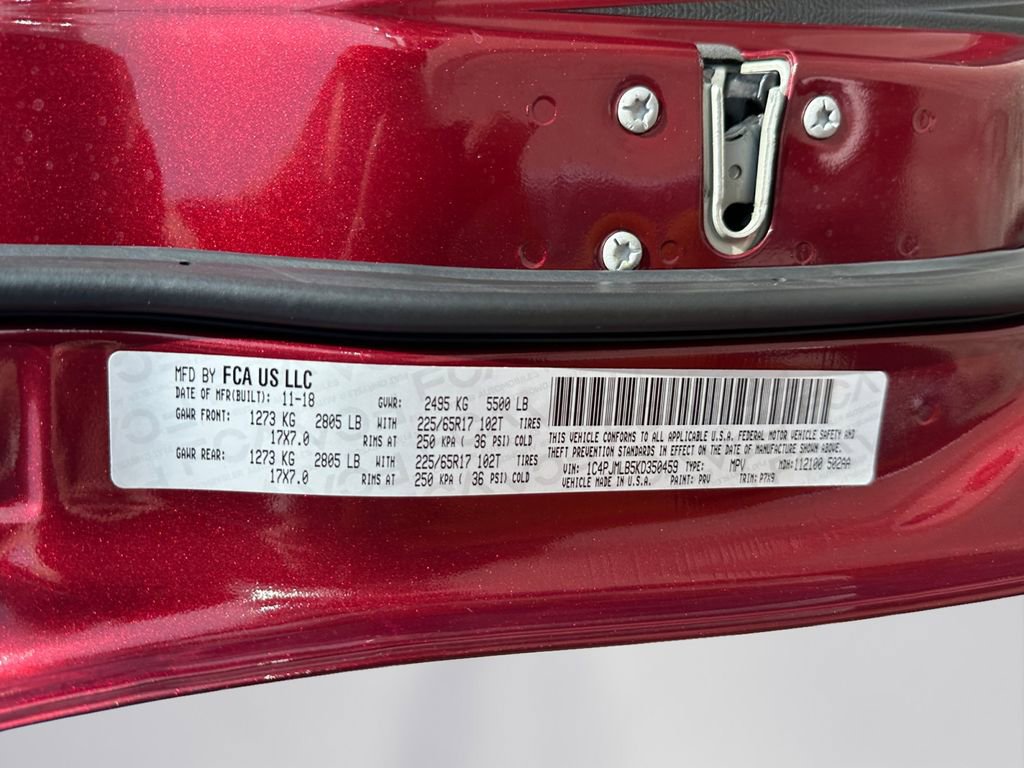 MFD BY FCA US LLC
DATE OF MFR(BUILT): 11-18 GVWR: 2495 KG 5500 LB
GAWR FRONT: 1273 KG 2805 LB WITH 225/65R17 102T TIRES
17X7.0 RIMS AT 250 KPA ( 36 PSI) COLD
GAWR REAR: 1273 KG 2805 LB WITH 225/65R17 102T TIRES
17X7.0 RIMS AT 250 KPA ( 36 PSI) COLD
THIS VEHICLE CONFORMS TO ALL APPLICABLE U.S.A. FEDERAL MOTOR VEHICLE SAFETY AND
THEFT PREVENTION STANDARDS IN EFFECT ON THE DATE OF MANUFACTURE SHOWN ABOVE.
VIN: 1C4PJMLB5KD350459 TYPE: MPV MDH: 112100 502AA
VEHICLE MADE IN U.S.A. PAINT: PRV TRIM: P7X9